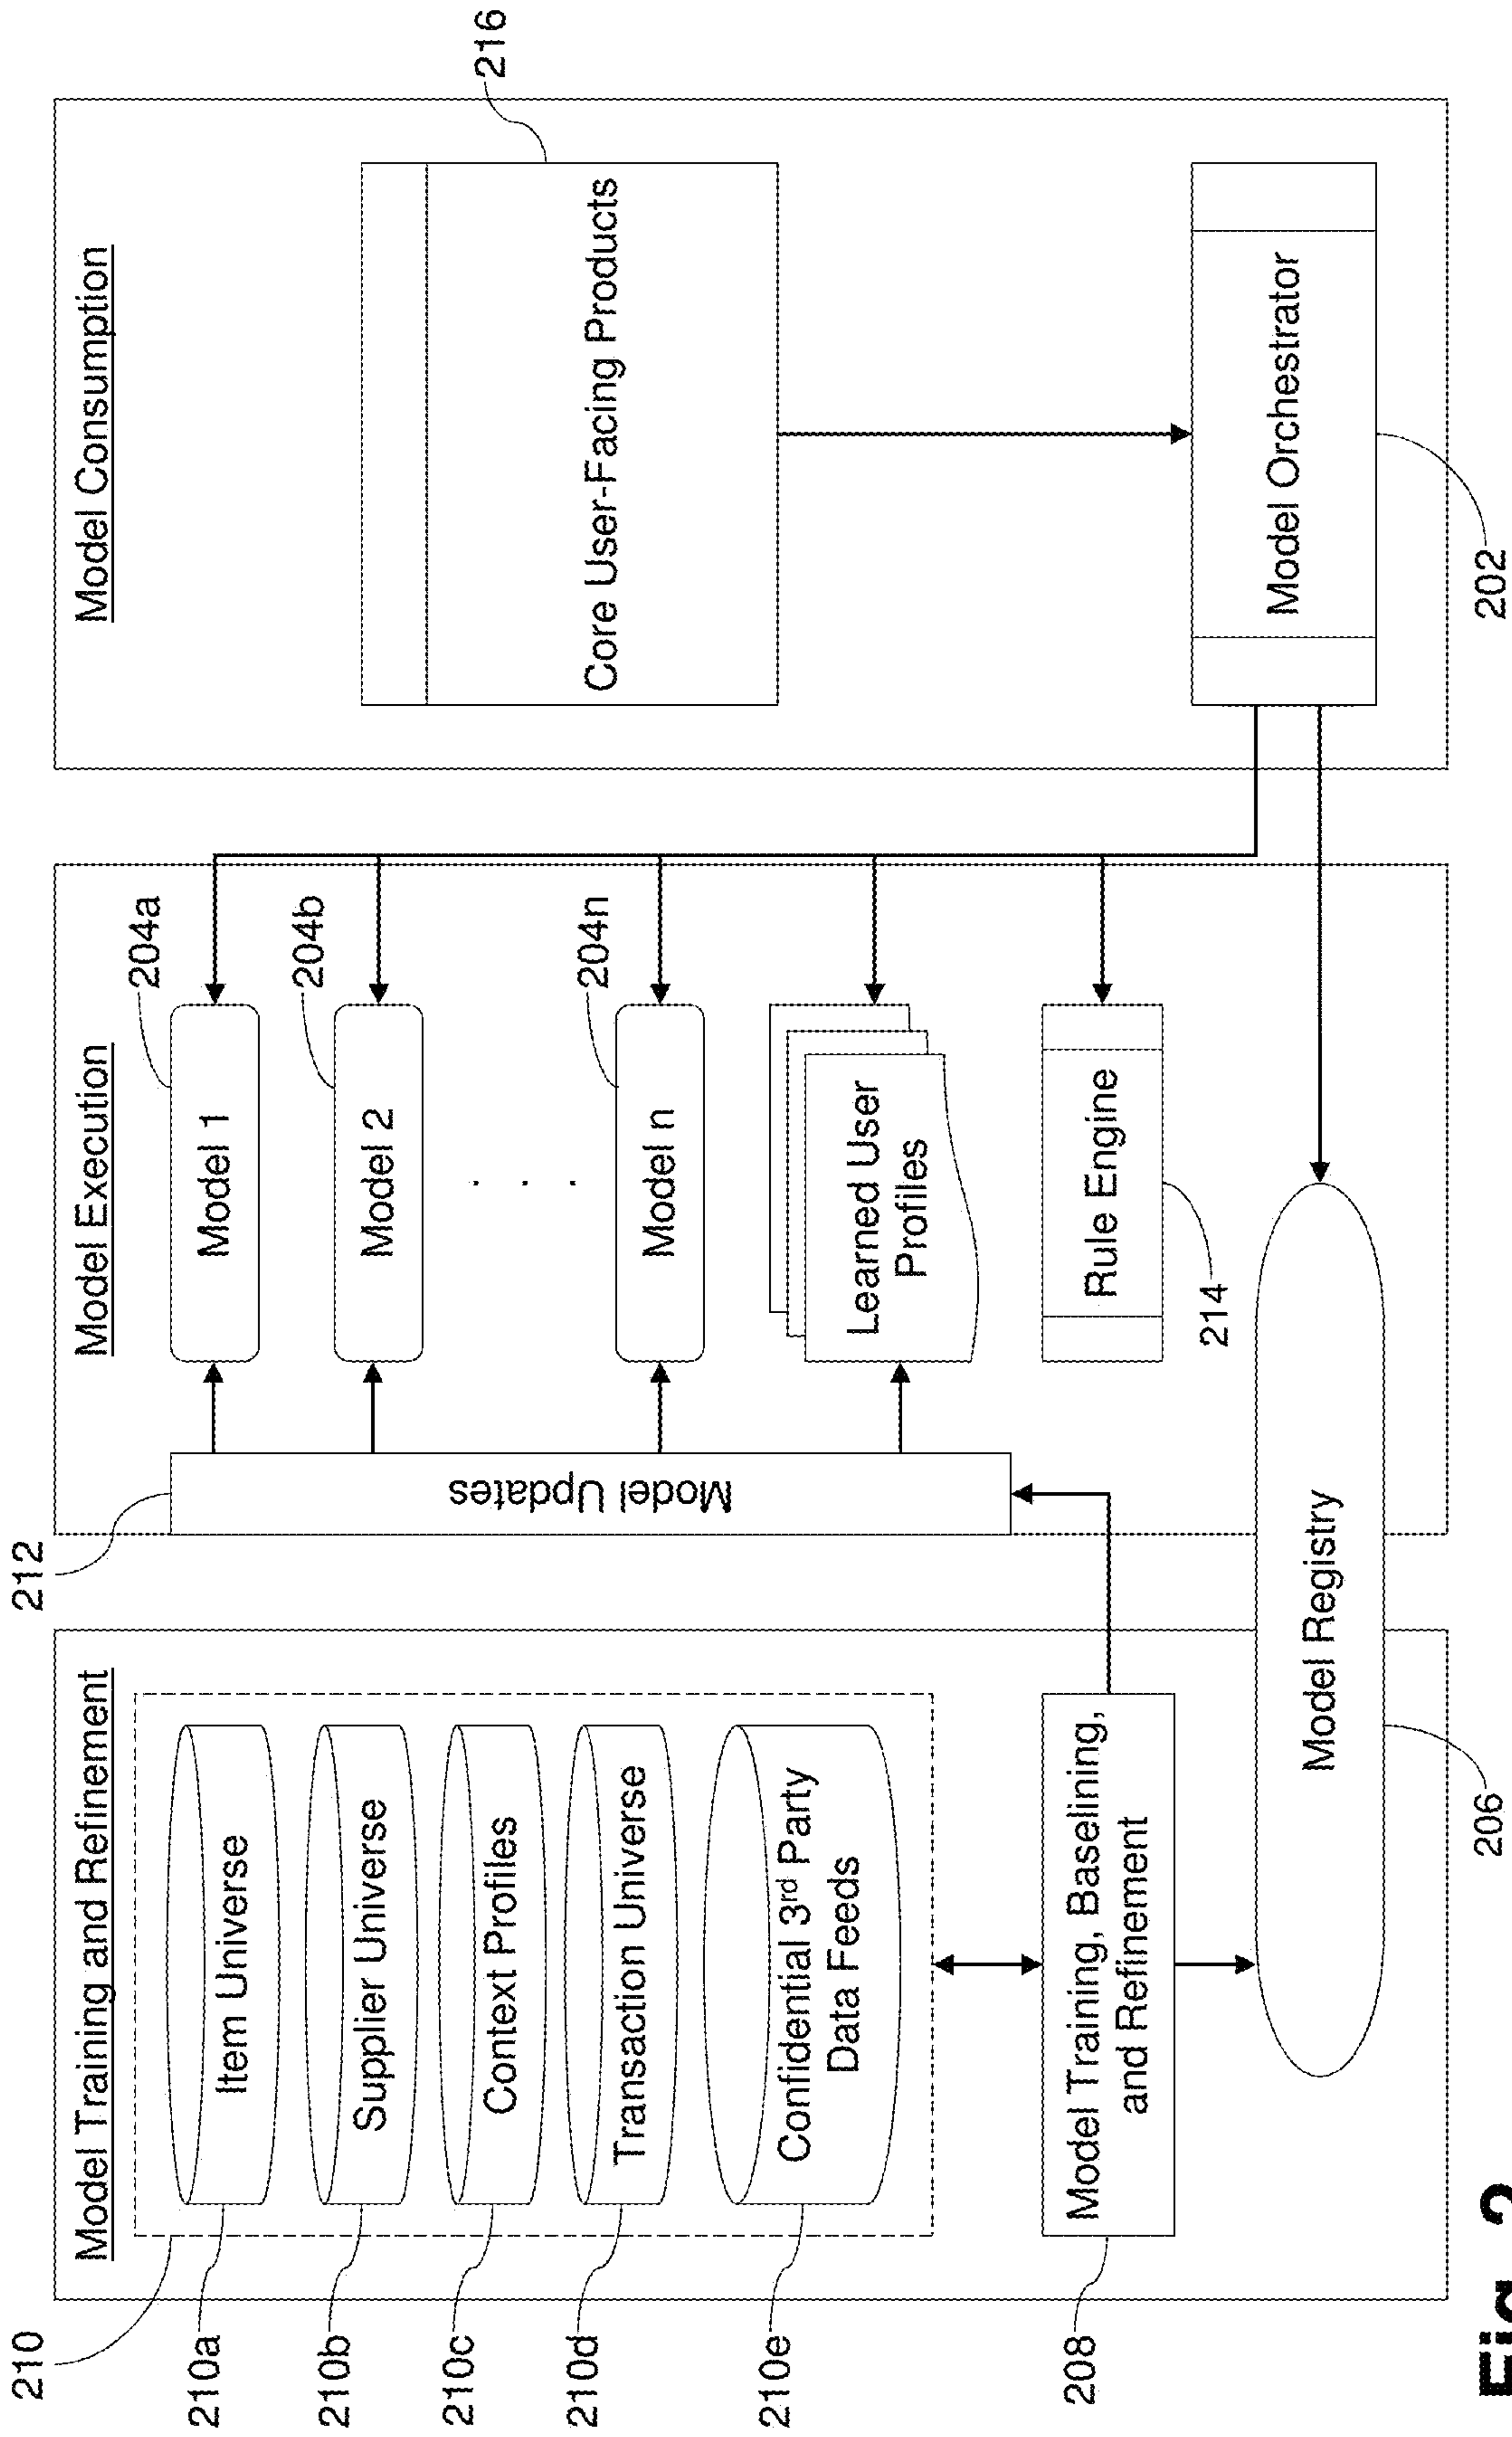 Model Training and Refinement
210
210a
Item Universe
210b
Supplier Universe
210c
Context Profiles
210d
Transaction Universe
210e
Confidential 3rd Party
Data Feeds
208
Model Training, Baselining,
and Refinement
Model Registry
206
Model Execution
212
Model Updates
204a
Model 1
204b
Model 2
. . .
204n
Model n
Learned User
Profiles
Rule Engine
214
Model Consumption
216
Core User-Facing Products
Model Orchestrator
202